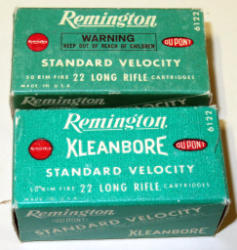 Remington
WARNING
KEEP OUT OF REACH OF CHILDREN
DU PONT
6122
STANDARD VELOCITY
50 RIM FIRE 22 LONG RIFLE CARTRIDGES
MADE IN U.S.A.
Remington
KLEANBORE
DU PONT
6122
STANDARD VELOCITY
50 RIM FIRE 22 LONG RIFLE CARTRIDGES
MADE IN U.S.A.
STANDARD VELOCITY